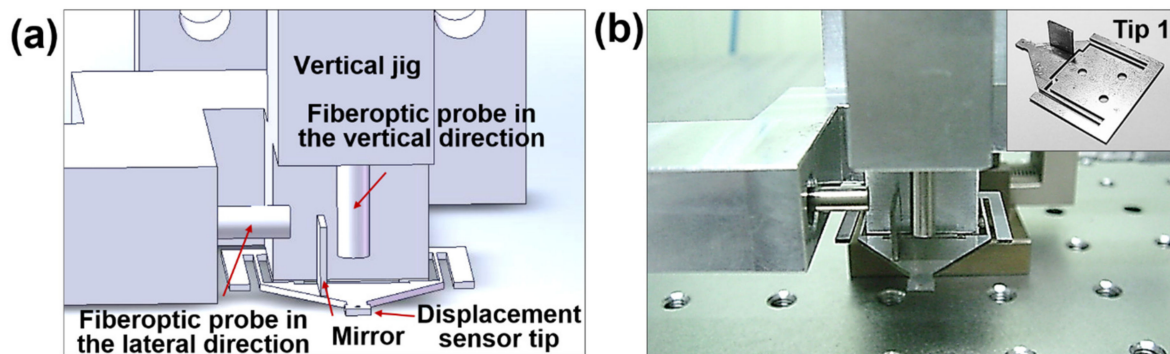 (a)
Vertical jig
Fiberoptic probe in
the vertical direction
Fiberoptic probe in
the lateral direction
Mirror
Displacement
sensor tip
(b)
Tip 1